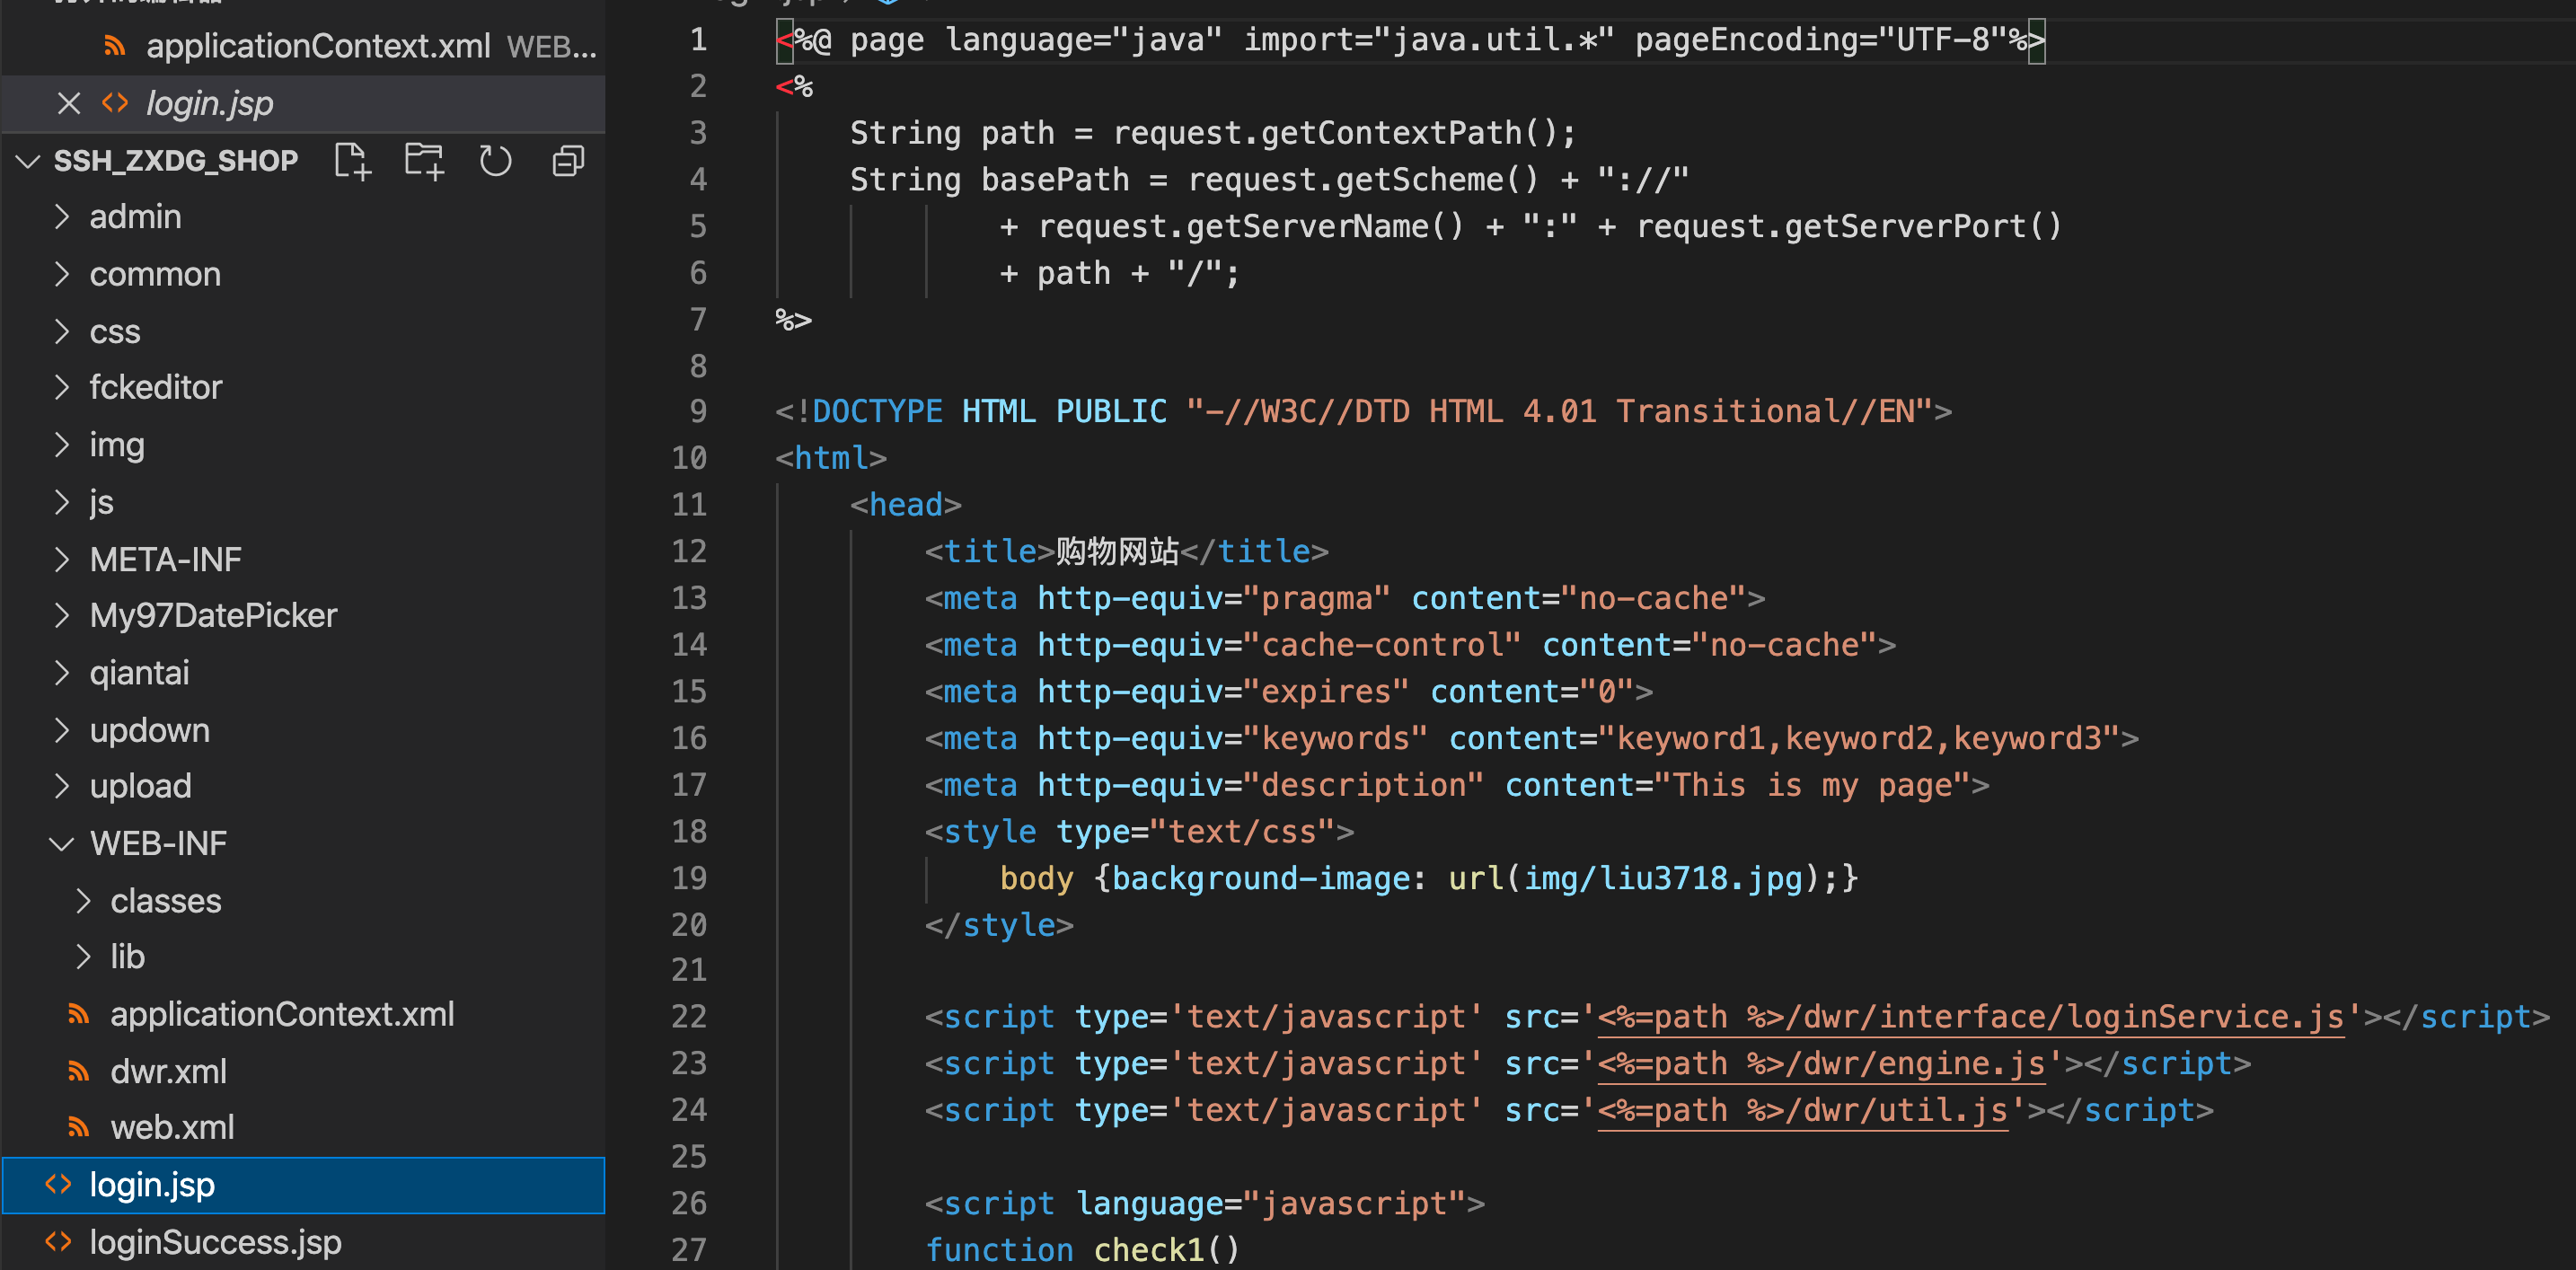 applicationContext.xml WEB...
login.jsp
SSH_ZXDG_SHOP
admin
common
css
fckeditor
img
js
META-INF
My97DatePicker
qiantai
updown
upload
WEB-INF
classes
lib
applicationContext.xml
dwr.xml
web.xml
login.jsp
loginSuccess.jsp
1 <%@ page language="java" import="java.util.*" pageEncoding="UTF-8"%>
2 <%
3 String path = request.getContextPath();
4 String basePath = request.getScheme() + "://"
5 + request.getServerName() + ":" + request.getServerPort()
6 + path + "/";
7 %>
8
9 <!DOCTYPE HTML PUBLIC "-//W3C//DTD HTML 4.01 Transitional//EN">
10 <html>
11 <head>
12 <title>购物网站</title>
13 <meta http-equiv="pragma" content="no-cache">
14 <meta http-equiv="cache-control" content="no-cache">
15 <meta http-equiv="expires" content="0">
16 <meta http-equiv="keywords" content="keyword1,keyword2,keyword3">
17 <meta http-equiv="description" content="This is my page">
18 <style type="text/css">
19 body {background-image: url(img/liu3718.jpg);}
20 </style>
21
22 <script type='text/javascript' src='<%=path %>/dwr/interface/loginService.js'></script>
23 <script type='text/javascript' src='<%=path %>/dwr/engine.js'></script>
24 <script type='text/javascript' src='<%=path %>/dwr/util.js'></script>
25
26 <script language="javascript">
27 function check1()